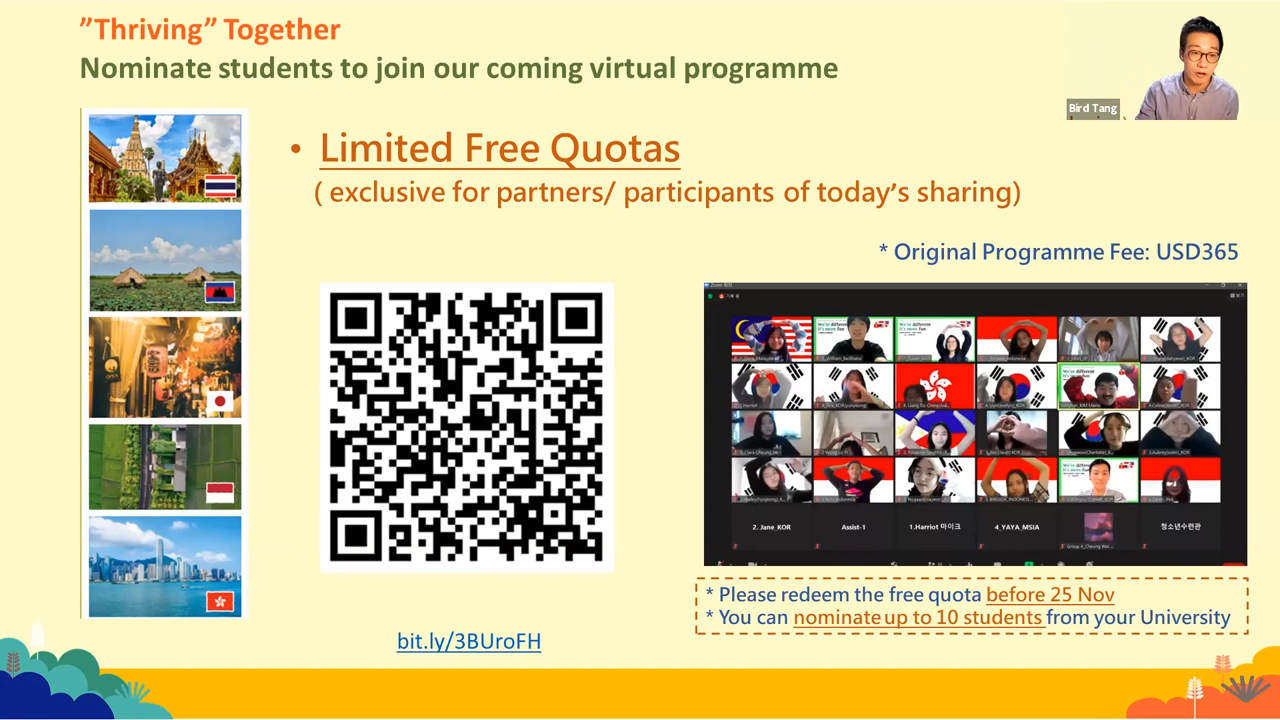 ”Thriving” Together
Nominate students to join our coming virtual programme
Bird Tang
• Limited Free Quotas
( exclusive for partners/ participants of today’s sharing)
* Original Programme Fee: USD365
2. Jane_KOR
Assist-1
1.Harriot 마이크
4_YAYA_MSIA
청소년수련관
* Please redeem the free quota before 25 Nov
* You can nominate up to 10 students from your University
bit.ly/3BUroFH